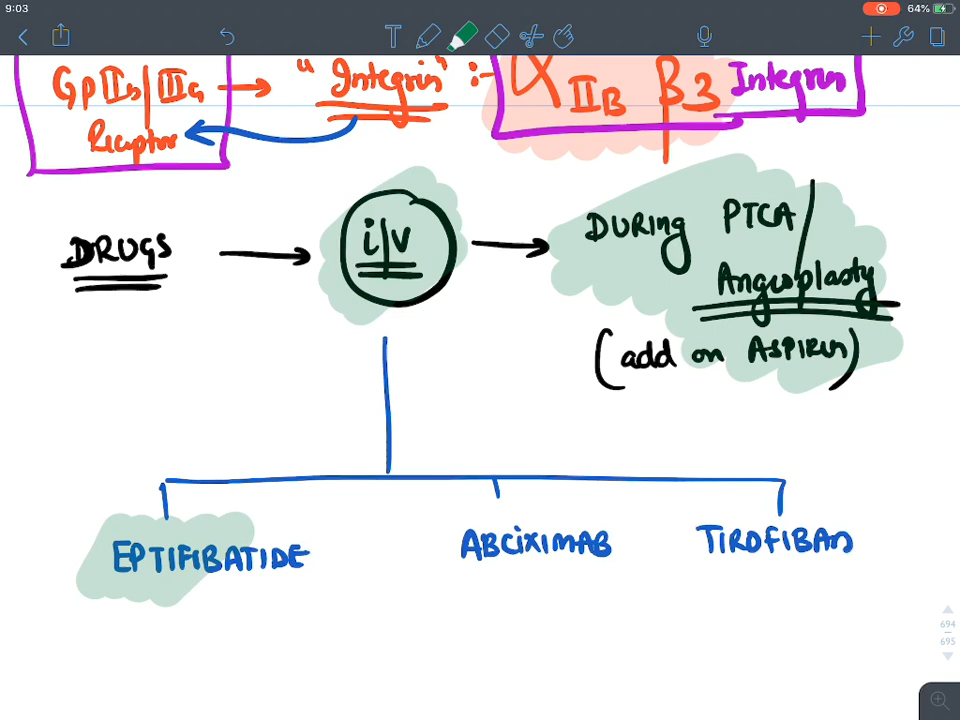 9:03
64%
GpIIb/IIIa → "Integrin" :- αIIB β3 Integrin
Receptor
DRUGS → i/v → DURING PTCA/
Angeoplasty
(add on ASPIRIN)
EPTIFIBATIDE ABCIXIMAB TIROFIBAN
694
695